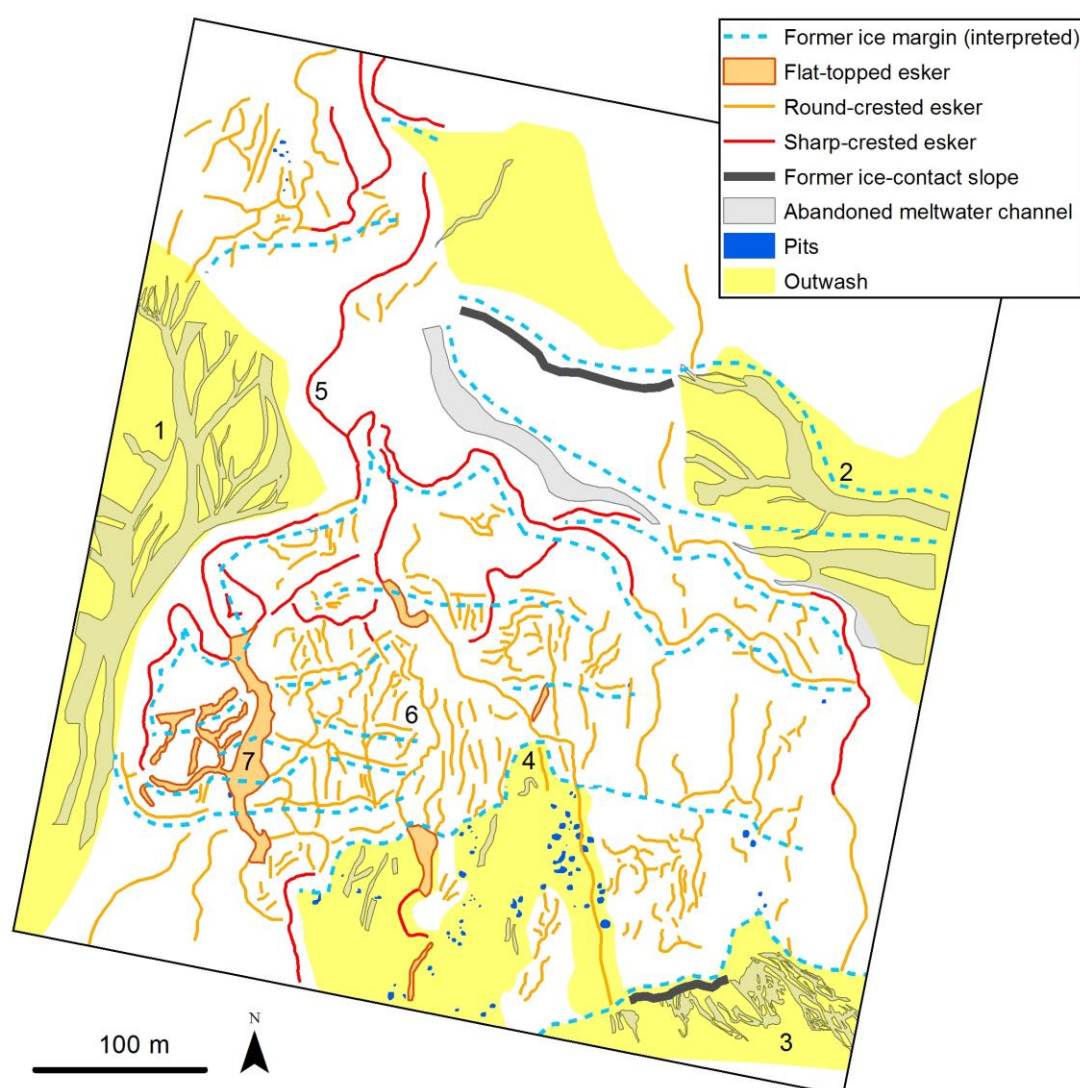 Former ice margin (interpreted)
Flat-topped esker
Round-crested esker
Sharp-crested esker
Former ice-contact slope
Abandoned meltwater channel
Pits
Outwash
5
1
2
6
4
7
3
100 m
N